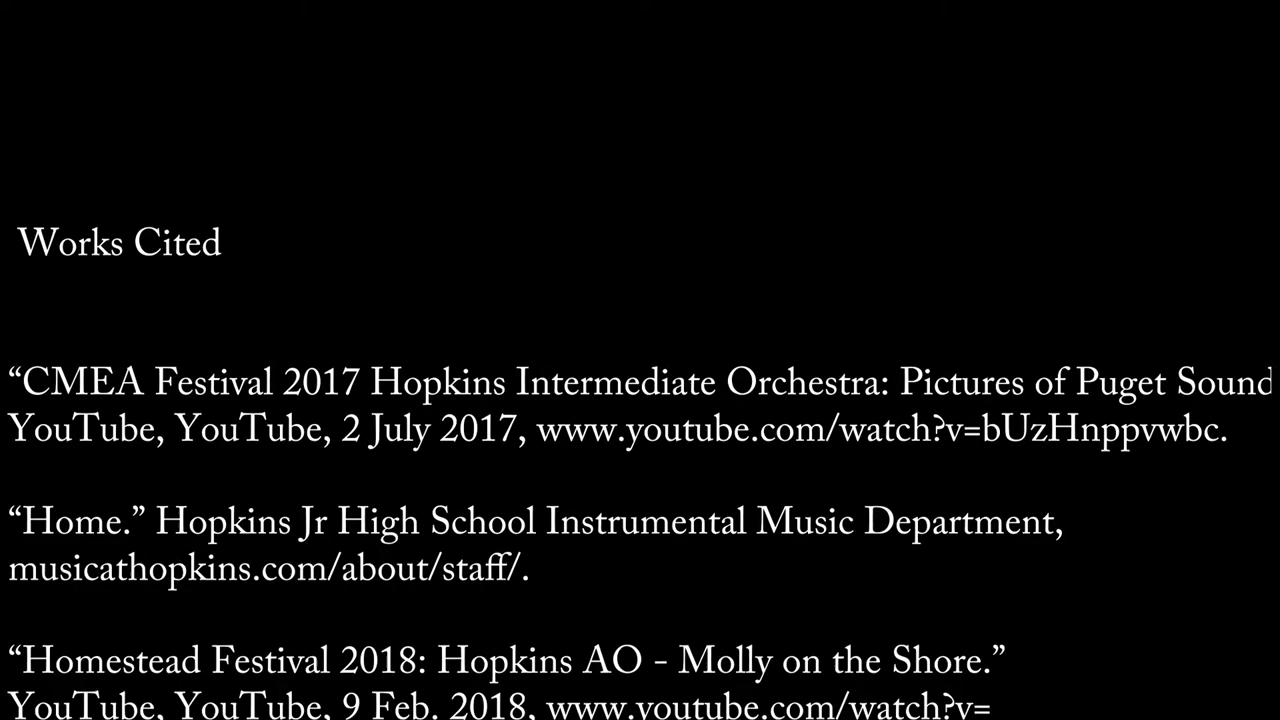 Works Cited
“CMEA Festival 2017 Hopkins Intermediate Orchestra: Pictures of Puget Sound
YouTube, YouTube, 2 July 2017, www.youtube.com/watch?v=bUzHnppvwbc.
“Home.” Hopkins Jr High School Instrumental Music Department,
musicathopkins.com/about/staff/.
“Homestead Festival 2018: Hopkins AO - Molly on the Shore.”
YouTube, YouTube, 9 Feb. 2018, www.youtube.com/watch?v=